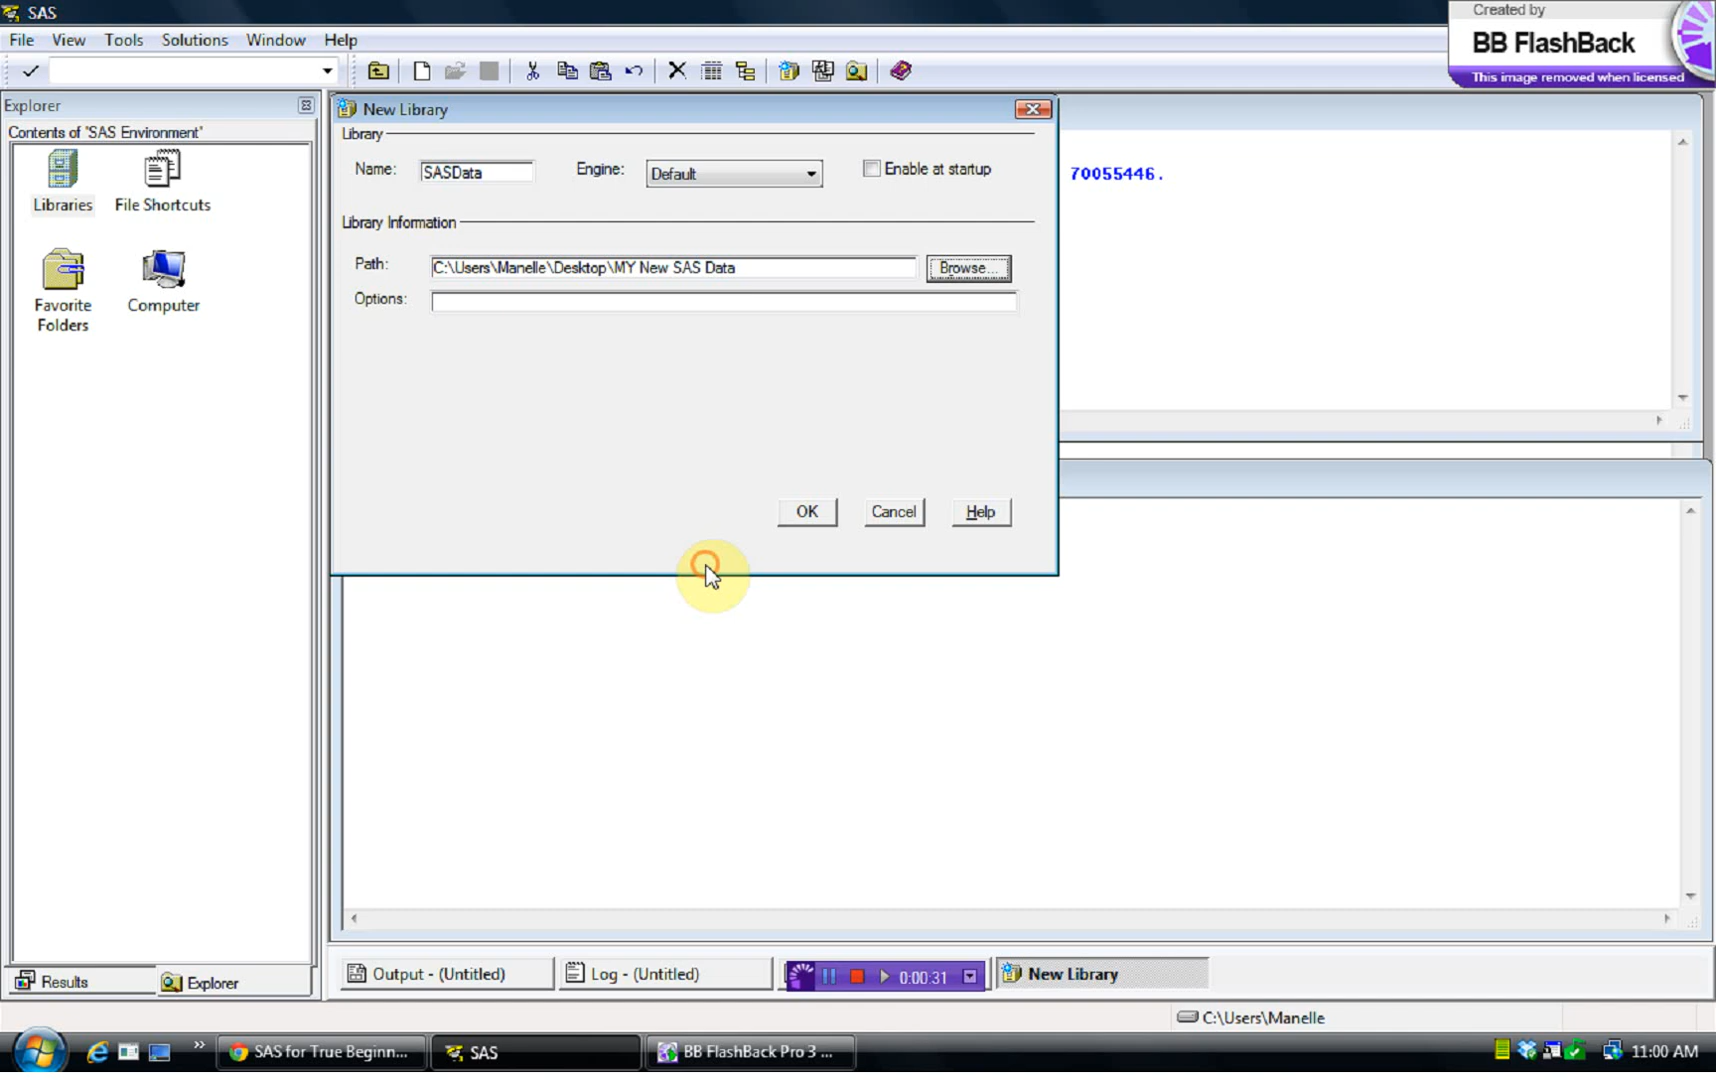 SAS
File View Tools Solutions Window Help
Created by
BB FlashBack
This image removed when licensed
Explorer
Contents of 'SAS Environment'
Libraries
File Shortcuts
Favorite
Folders
Computer
New Library
Library
Name: SASData Engine: Default Enable at startup
Library Information
Path: C:\Users\Manelle\Desktop\MY New SAS Data Browse...
Options:
OK Cancel Help
70055446.
Results Explorer
Output - (Untitled) Log - (Untitled) 0:00:31 New Library
C:\Users\Manelle
SAS for True Beginn... SAS BB FlashBack Pro 3 ... 11:00 AM